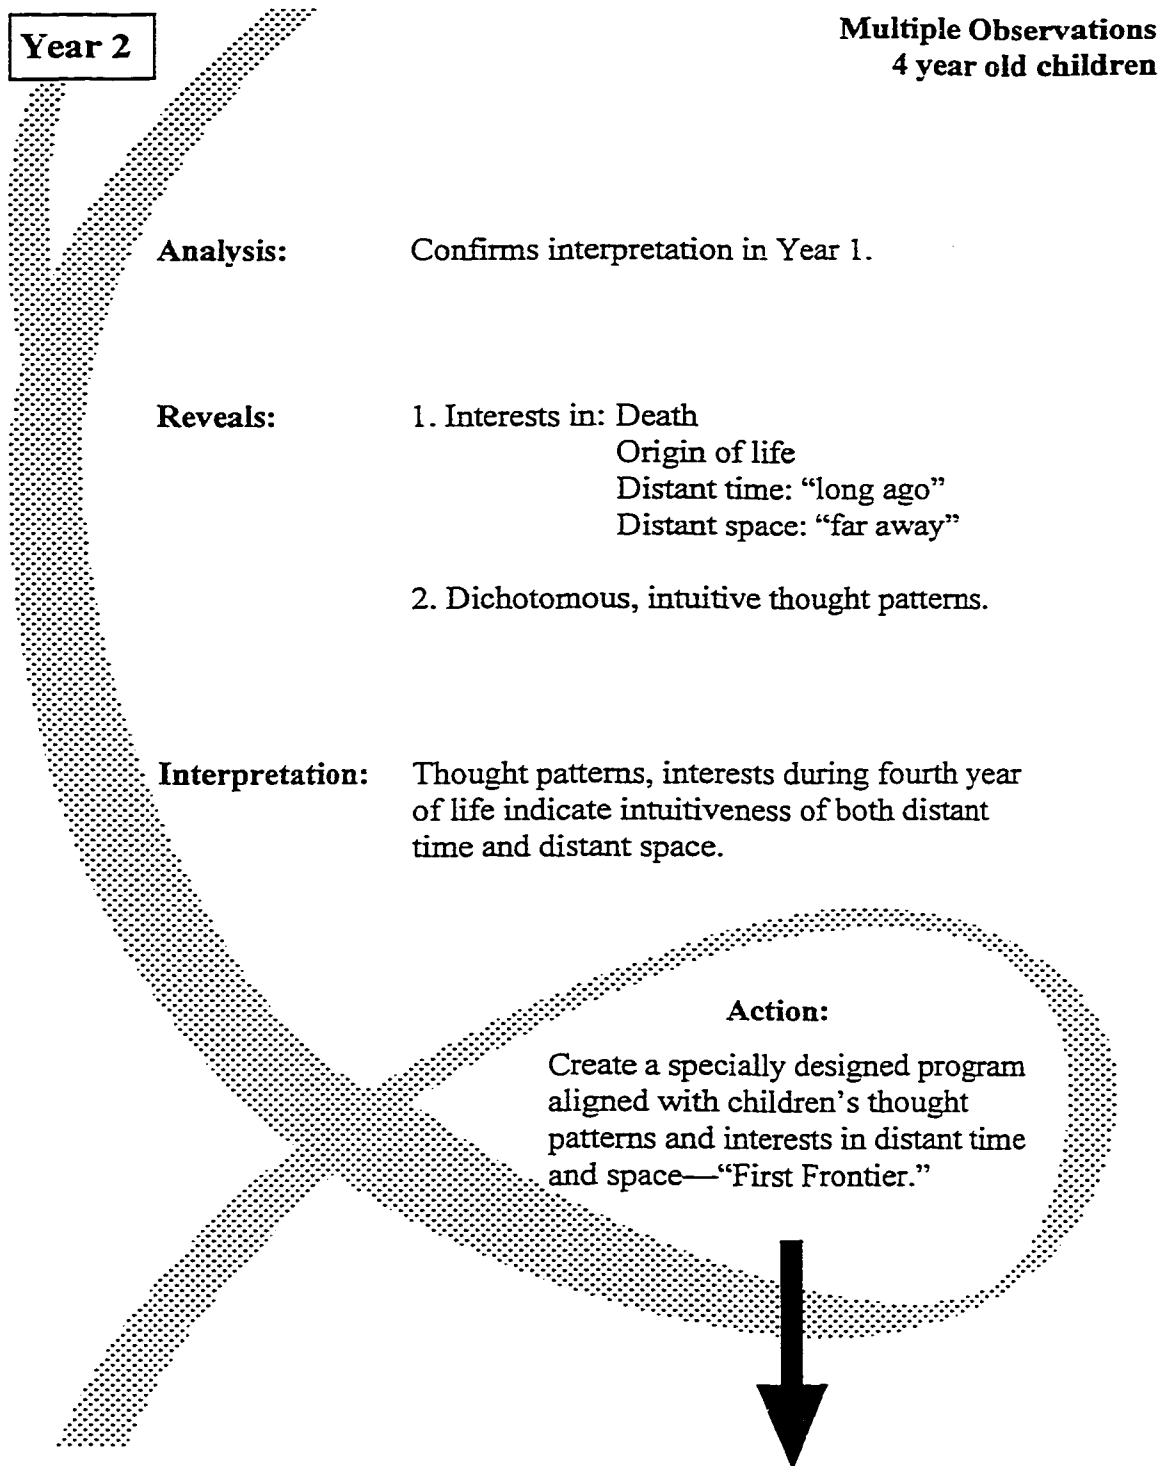 Year 2
Multiple Observations
4 year old children
Analysis: Confirms interpretation in Year 1.
Reveals: 1. Interests in: Death
Origin of life
Distant time: “long ago”
Distant space: “far away”
2. Dichotomous, intuitive thought patterns.
Interpretation: Thought patterns, interests during fourth year
of life indicate intuitiveness of both distant
time and distant space.
Action:
Create a specially designed program
aligned with children’s thought
patterns and interests in distant time
and space—“First Frontier.”